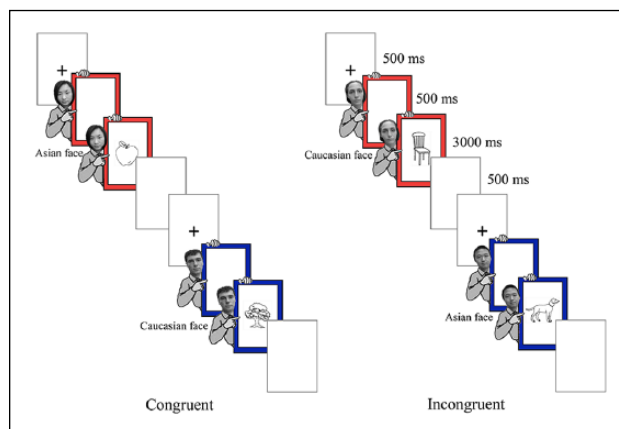 +
Asian face
+
Caucasian face
Congruent
+
500 ms
500 ms
Caucasian face
3000 ms
500 ms
+
Asian face
Incongruent